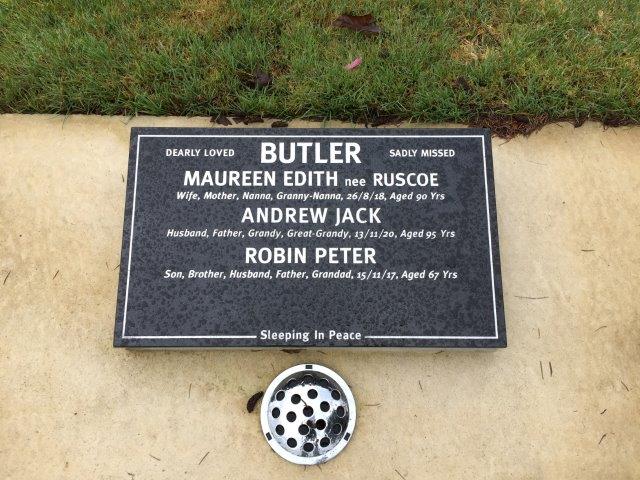 DEARLY LOVED BUTLER SADLY MISSED
MAUREEN EDITH nee RUSCOE
Wife, Mother, Nanna, Granny-Nanna, 26/8/18, Aged 90 Yrs
ANDREW JACK
Husband, Father, Grandy, Great-Grandy, 13/11/20, Aged 95 Yrs
ROBIN PETER
Son, Brother, Husband, Father, Grandad, 15/11/17, Aged 67 Yrs
Sleeping In Peace